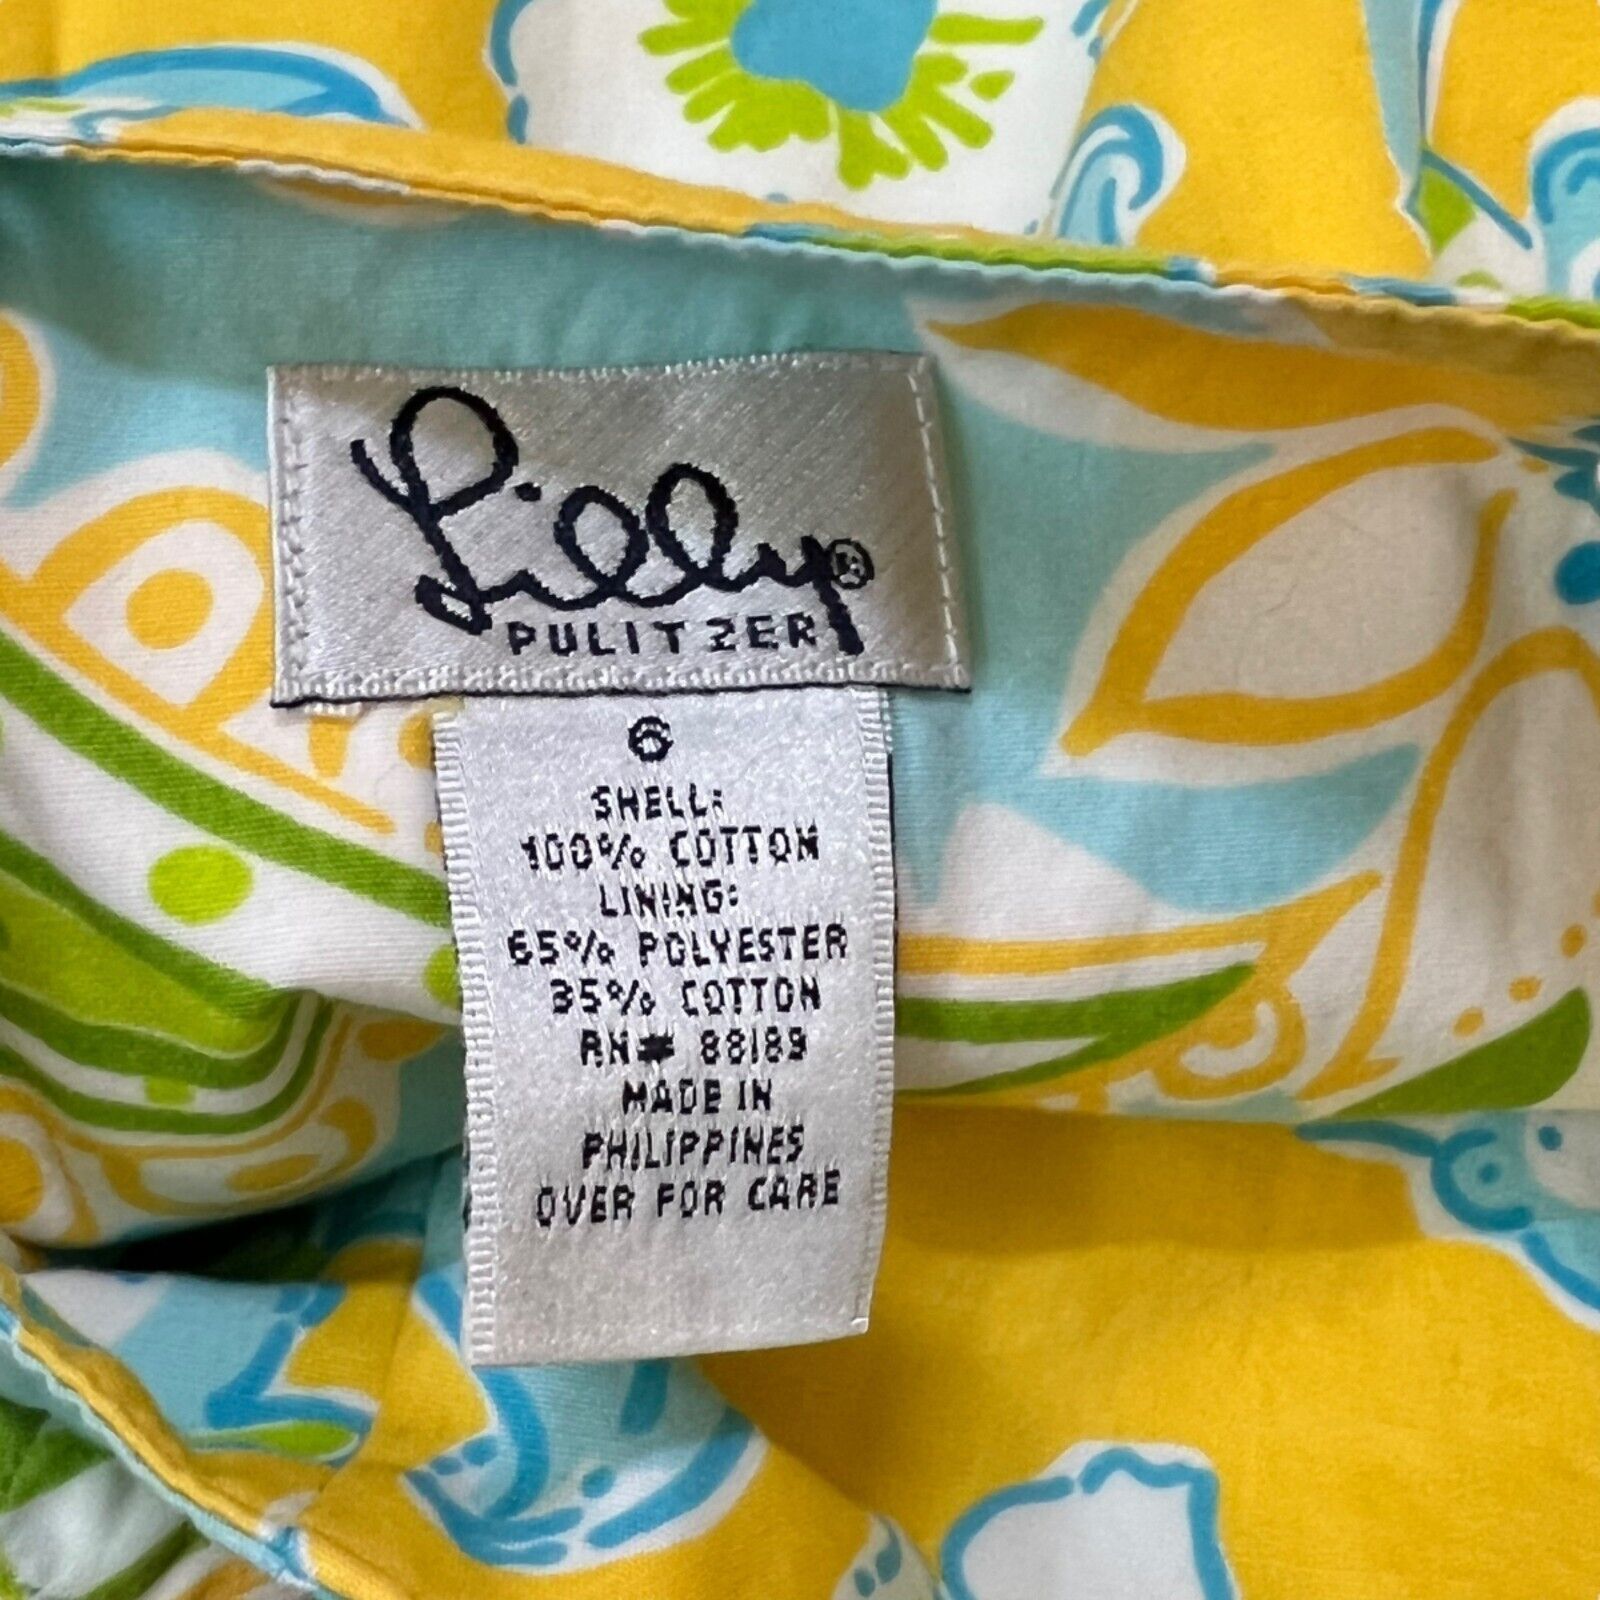 Lilly®
PULITZER
6
SHELL:
100% COTTON
LINING:
65% POLYESTER
35% COTTON
RN# 88189
MADE IN
PHILIPPINES
OVER FOR CARE